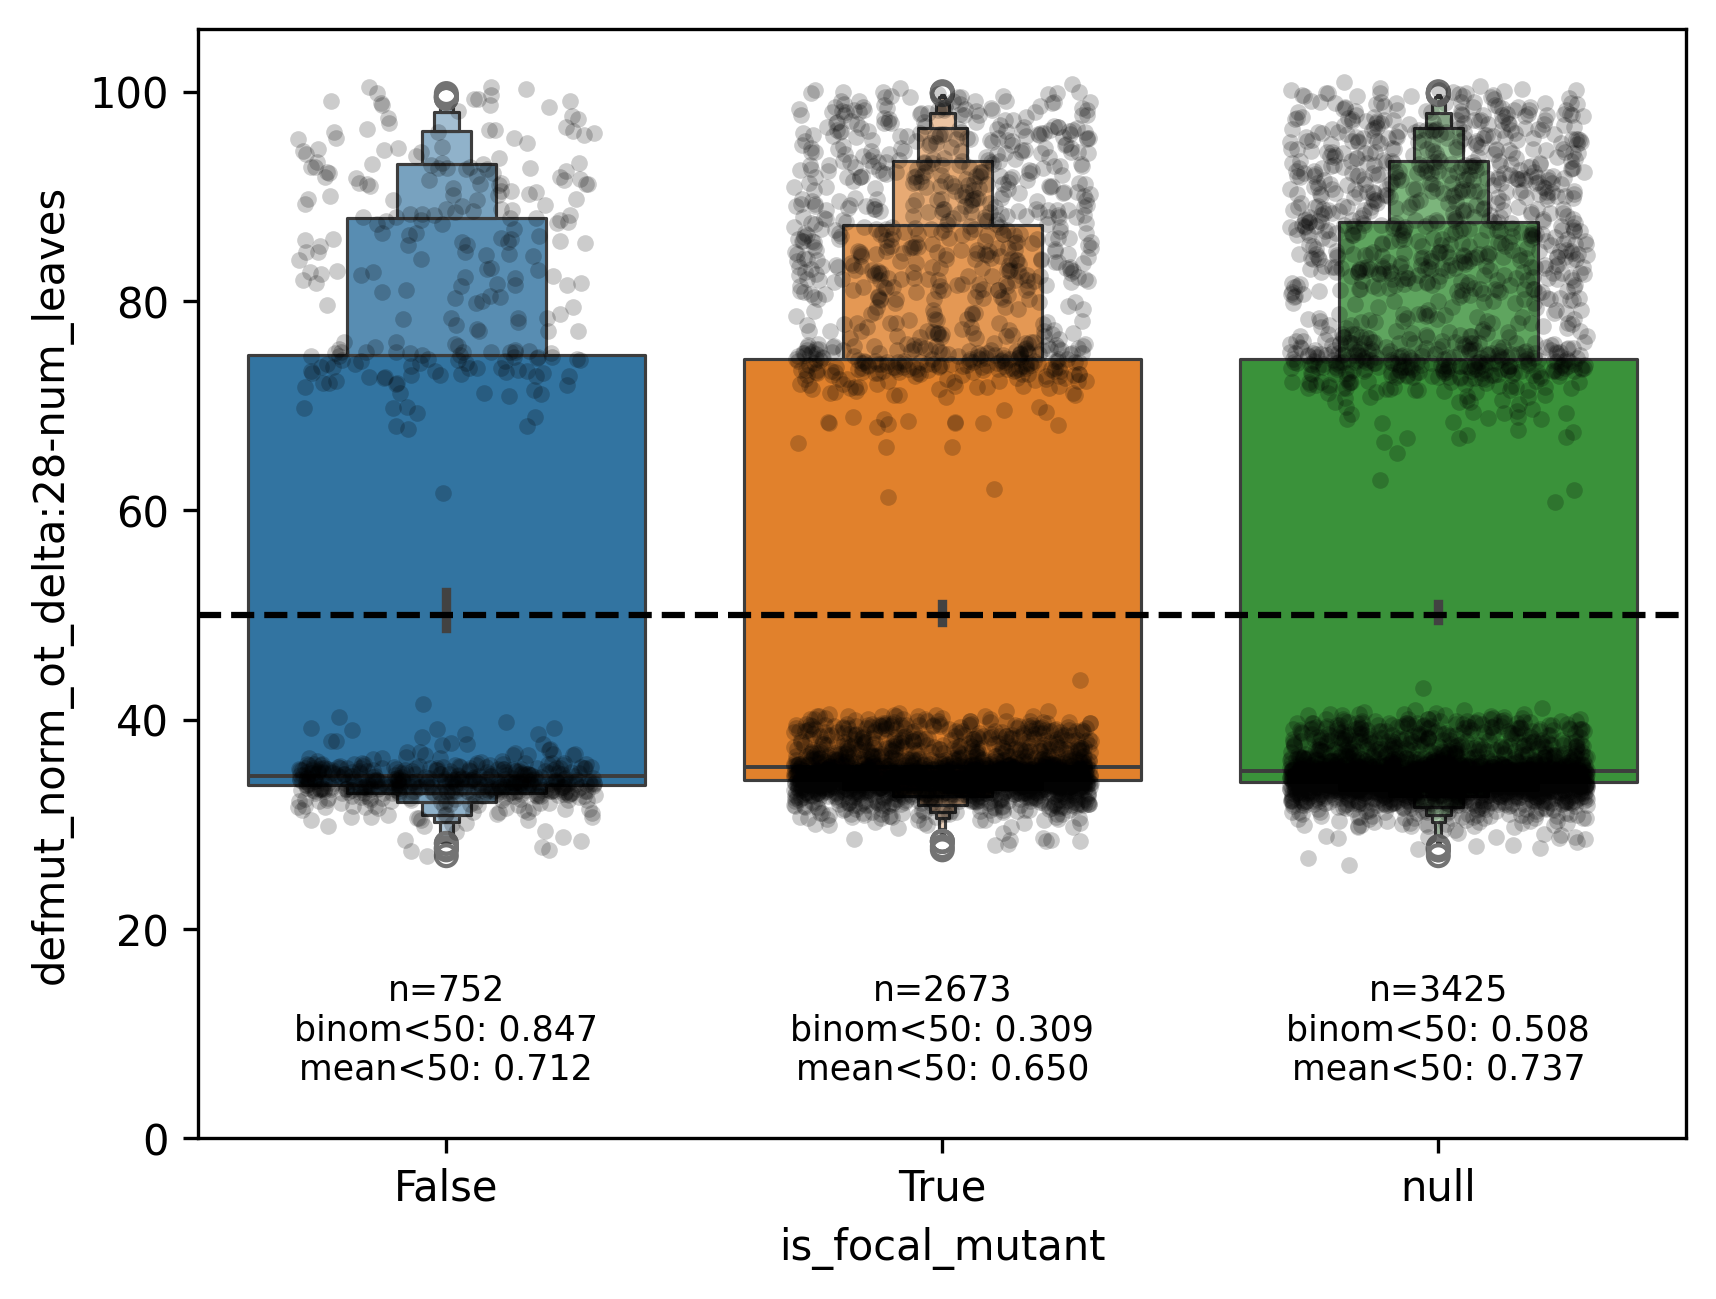 defmut_norm_ot_delta:28-num_leaves
100
80
60
40
20
0
n=752
binom<50: 0.847
mean<50: 0.712
n=2673
binom<50: 0.309
mean<50: 0.650
n=3425
binom<50: 0.508
mean<50: 0.737
False
True
null
is_focal_mutant